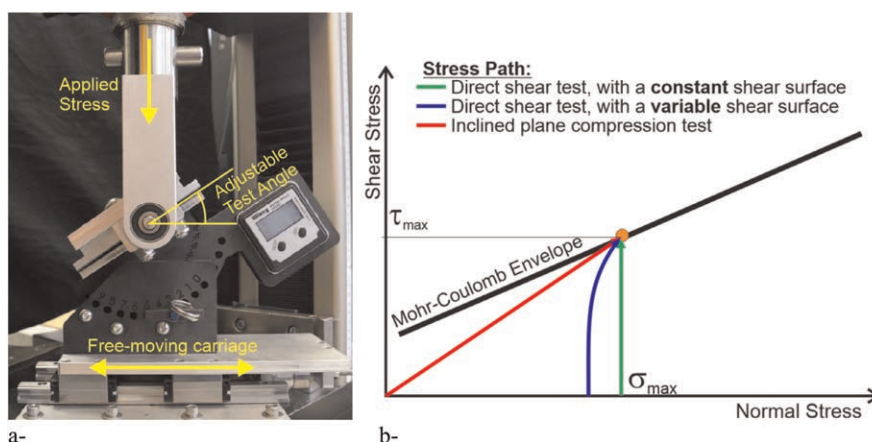 Applied
Stress
Adjustable
Test Angle
Free-moving carriage
a-
Stress Path:
Direct shear test, with a constant shear surface
Direct shear test, with a variable shear surface
Inclined plane compression test
Shear Stress
τmax
Mohr-Coulomb Envelope
σmax
Normal Stress
b-